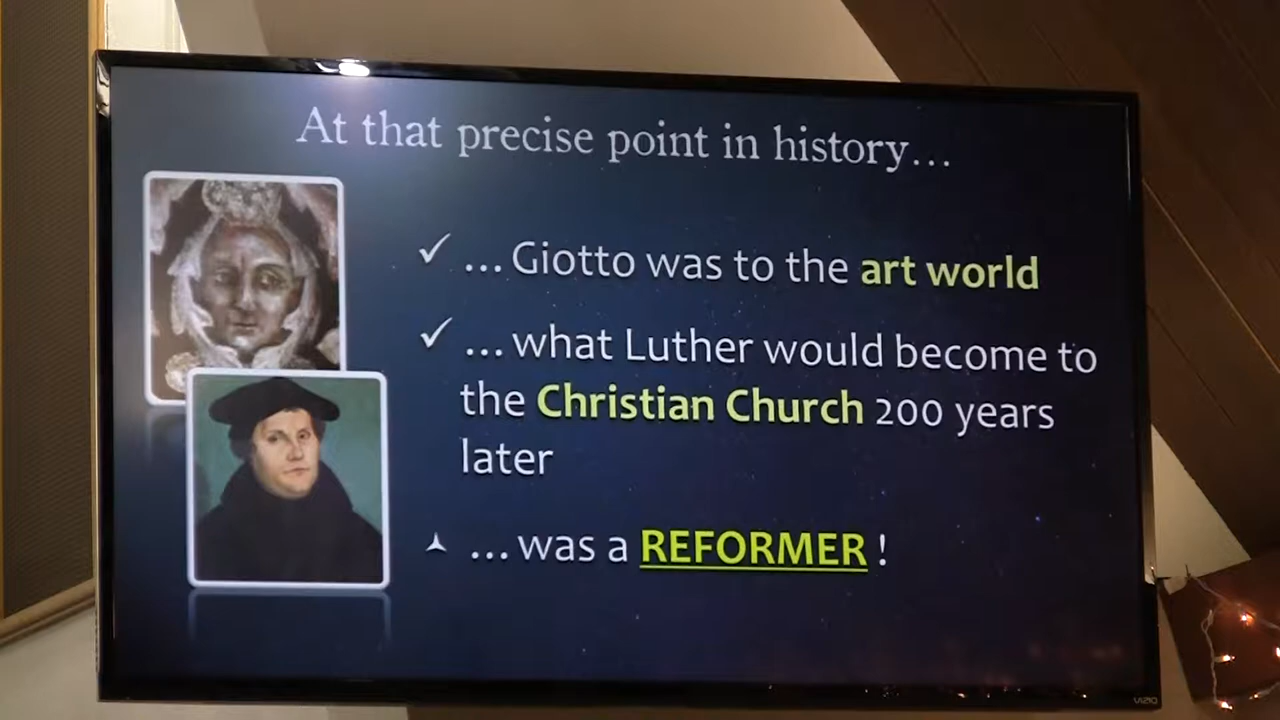 At that precise point in history...
✓ ... Giotto was to the art world
✓ ... what Luther would become to
the Christian Church 200 years
later
... was a REFORMER !
VIZIO